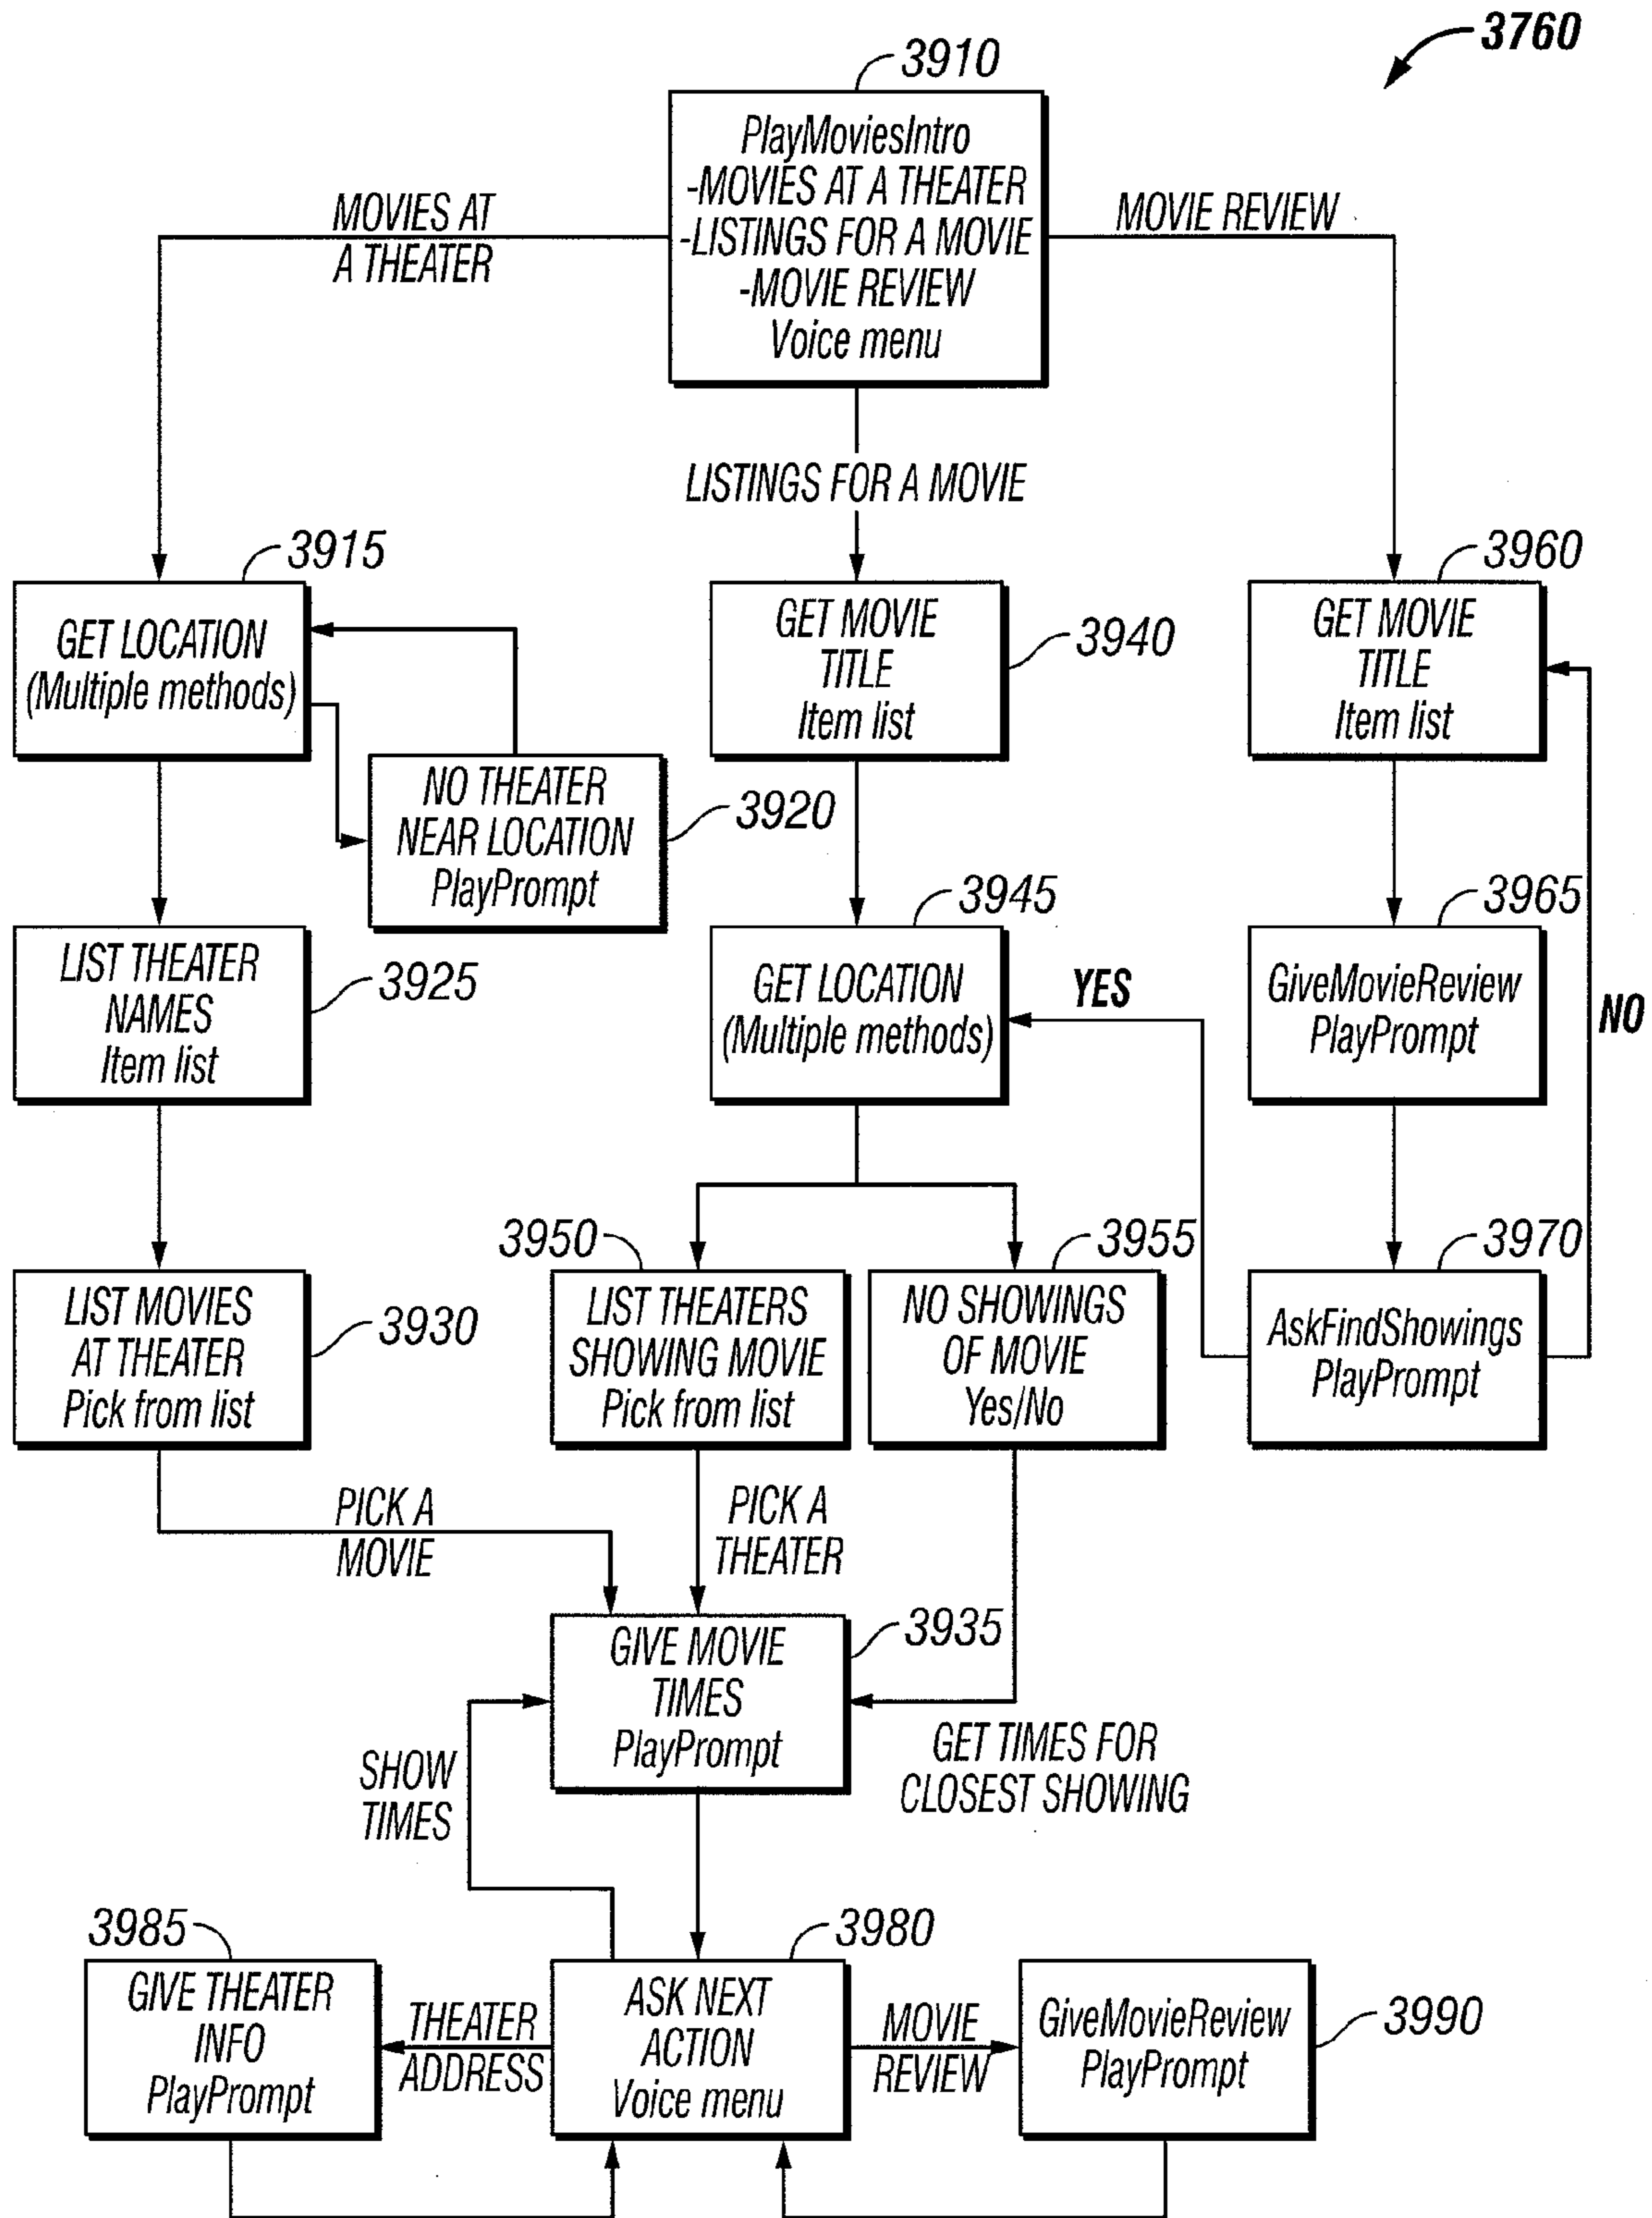 3760
3910
PlayMoviesIntro
-MOVIES AT A THEATER
-LISTINGS FOR A MOVIE
-MOVIE REVIEW
Voice menu
MOVIES AT
A THEATER
MOVIE REVIEW
LISTINGS FOR A MOVIE
3915
GET LOCATION
(Multiple methods)
3940
GET MOVIE
TITLE
Item list
3960
GET MOVIE
TITLE
Item list
NO THEATER
NEAR LOCATION
PlayPrompt
3920
3925
LIST THEATER
NAMES
Item list
3945
GET LOCATION
(Multiple methods)
YES
3965
GiveMovieReview
PlayPrompt
NO
3930
LIST MOVIES
AT THEATER
Pick from list
3950
LIST THEATERS
SHOWING MOVIE
Pick from list
3955
NO SHOWINGS
OF MOVIE
Yes/No
3970
AskFindShowings
PlayPrompt
PICK A
MOVIE
PICK A
THEATER
3935
GIVE MOVIE
TIMES
PlayPrompt
GET TIMES FOR
CLOSEST SHOWING
SHOW
TIMES
3985
GIVE THEATER
INFO
PlayPrompt
THEATER
ADDRESS
3980
ASK NEXT
ACTION
Voice menu
MOVIE
REVIEW
GiveMovieReview
PlayPrompt
3990